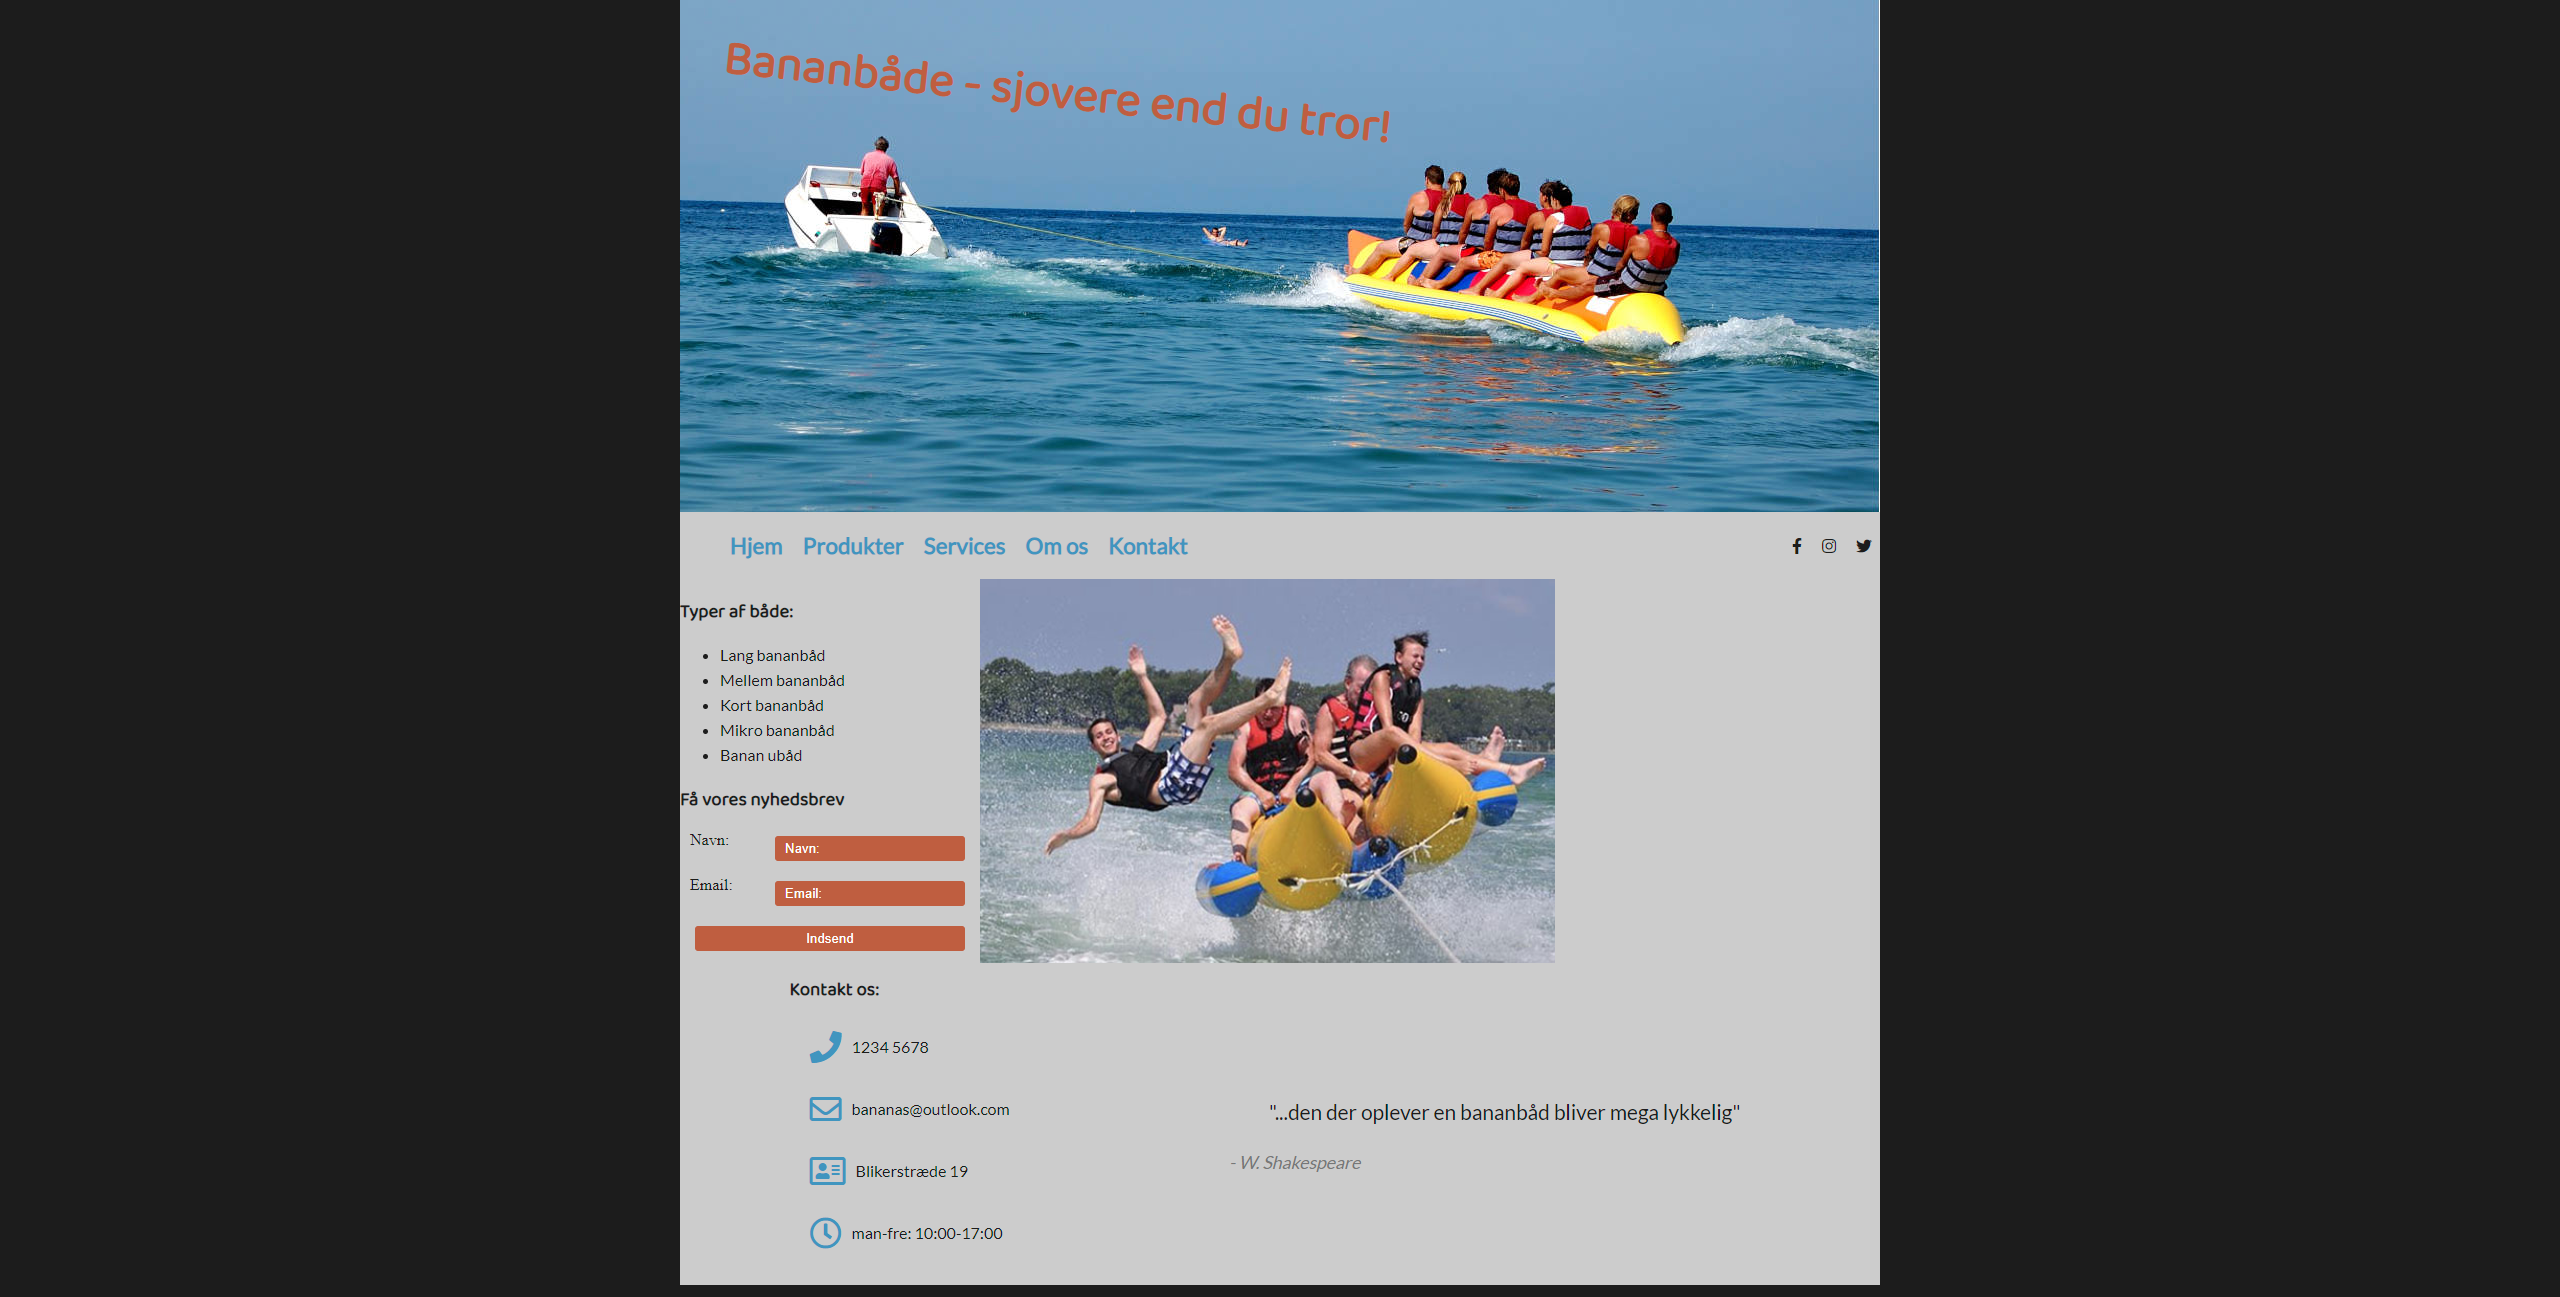 Bananbåde - sjovere end du tror!
Hjem Produkter Services Om os Kontakt
Typer af både:
Lang bananbåd
Mellem bananbåd
Kort bananbåd
Mikro bananbåd
Banan ubåd
Få vores nyhedsbrev
Navn: Navn:
Email: Email:
Indsend
Kontakt os:
1234 5678
bananas@outlook.com
Blikerstræde 19
man-fre: 10:00-17:00
"...den der oplever en bananbåd bliver mega lykkelig"
- W. Shakespeare